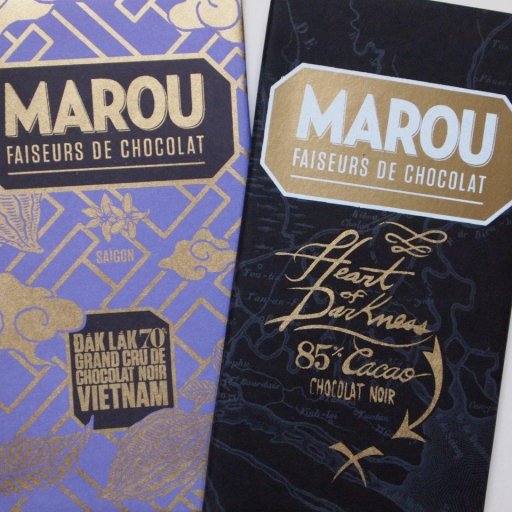 MAROU
FAISEURS DE CHOCOLAT
SAIGON
ĐẮK LẮK 70%
GRAND CRU DE
CHOCOLAT NOIR
VIETNAM
MAROU
FAISEURS DE CHOCOLAT
Heart
of
Darkness
85% Cacao
CHOCOLAT NOIR